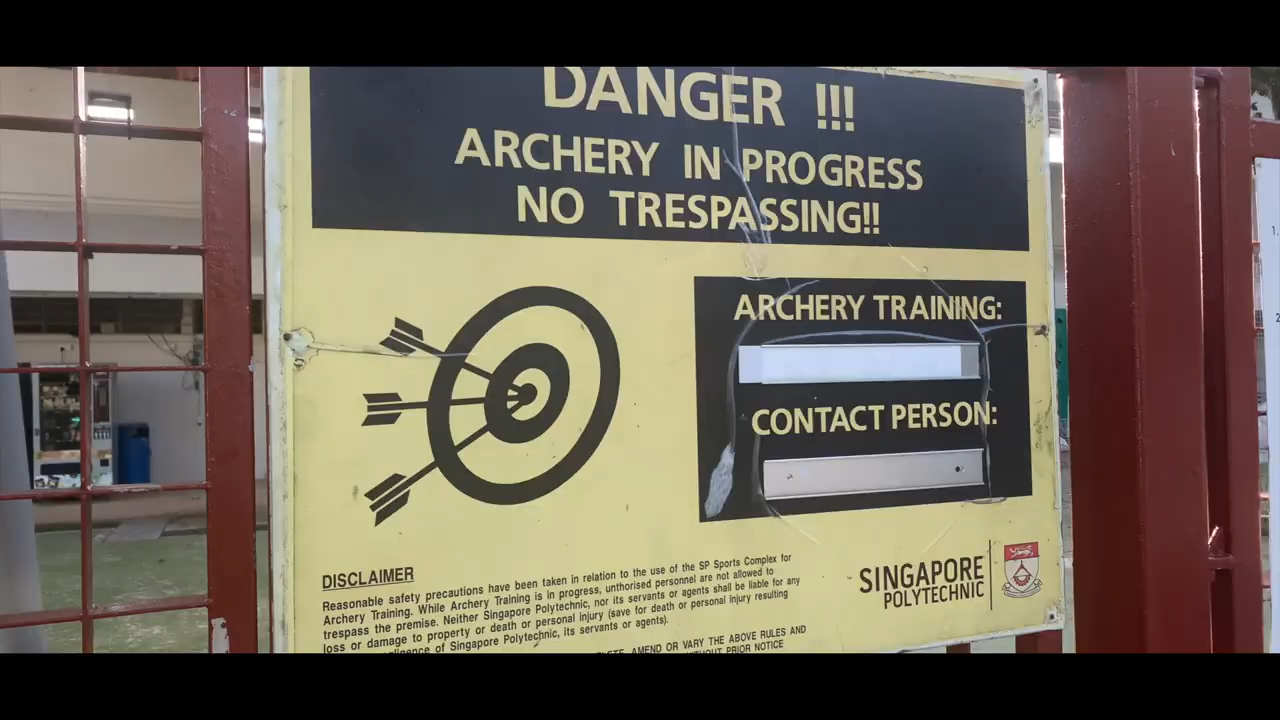 DANGER !!!
ARCHERY IN PROGRESS
NO TRESPASSING!!
ARCHERY TRAINING:
CONTACT PERSON:
DISCLAIMER
Reasonable safety precautions have been taken in relation to the use of the SP Sports Complex for
Archery Training. While Archery Training is in progress, unthorised personnel are not allowed to
trespass the premise. Neither Singapore Polytechnic, nor its servants or agents shall be liable for any
loss or damage to property or death or personal injury (save for death or personal injury resulting
of Singapore Polytechnic, its servants or agents).
AMEND OR VARY THE ABOVE RULES AND
PRIOR NOTICE
SINGAPORE
POLYTECHNIC
1.
2